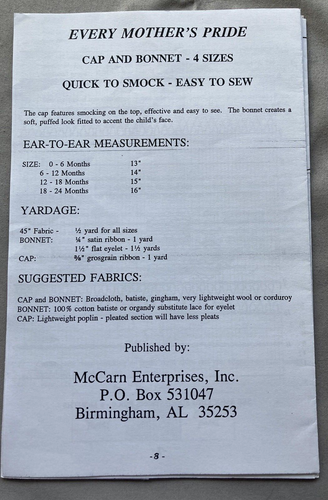 EVERY MOTHER'S PRIDE
CAP AND BONNET - 4 SIZES
QUICK TO SMOCK - EASY TO SEW
The cap features smocking on the top, effective and easy to see. The bonnet creates a
soft, puffed look fitted to accent the child's face.
EAR-TO-EAR MEASUREMENTS:
SIZE: 0 - 6 Months 13"
6 - 12 Months 14"
12 - 18 Months 15"
18 - 24 Months 16"
YARDAGE:
45" Fabric - ½ yard for all sizes
BONNET: ¼" satin ribbon - 1 yard
1½" flat eyelet - 1½ yards
CAP: ⅝" grosgrain ribbon - 1 yard
SUGGESTED FABRICS:
CAP and BONNET: Broadcloth, batiste, gingham, very lightweight wool or corduroy
BONNET: 100% cotton batiste or organdy substitute lace for eyelet
CAP: Lightweight poplin - pleated section will have less pleats
Published by:
McCarn Enterprises, Inc.
P.O. Box 531047
Birmingham, AL 35253
-8-